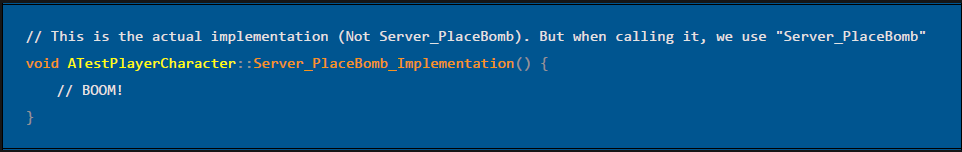 // This is the actual implementation (Not Server_PlaceBomb). But when calling it, we use "Server_PlaceBomb"
void ATestPlayerCharacter::Server_PlaceBomb_Implementation() {
// BOOM!
}